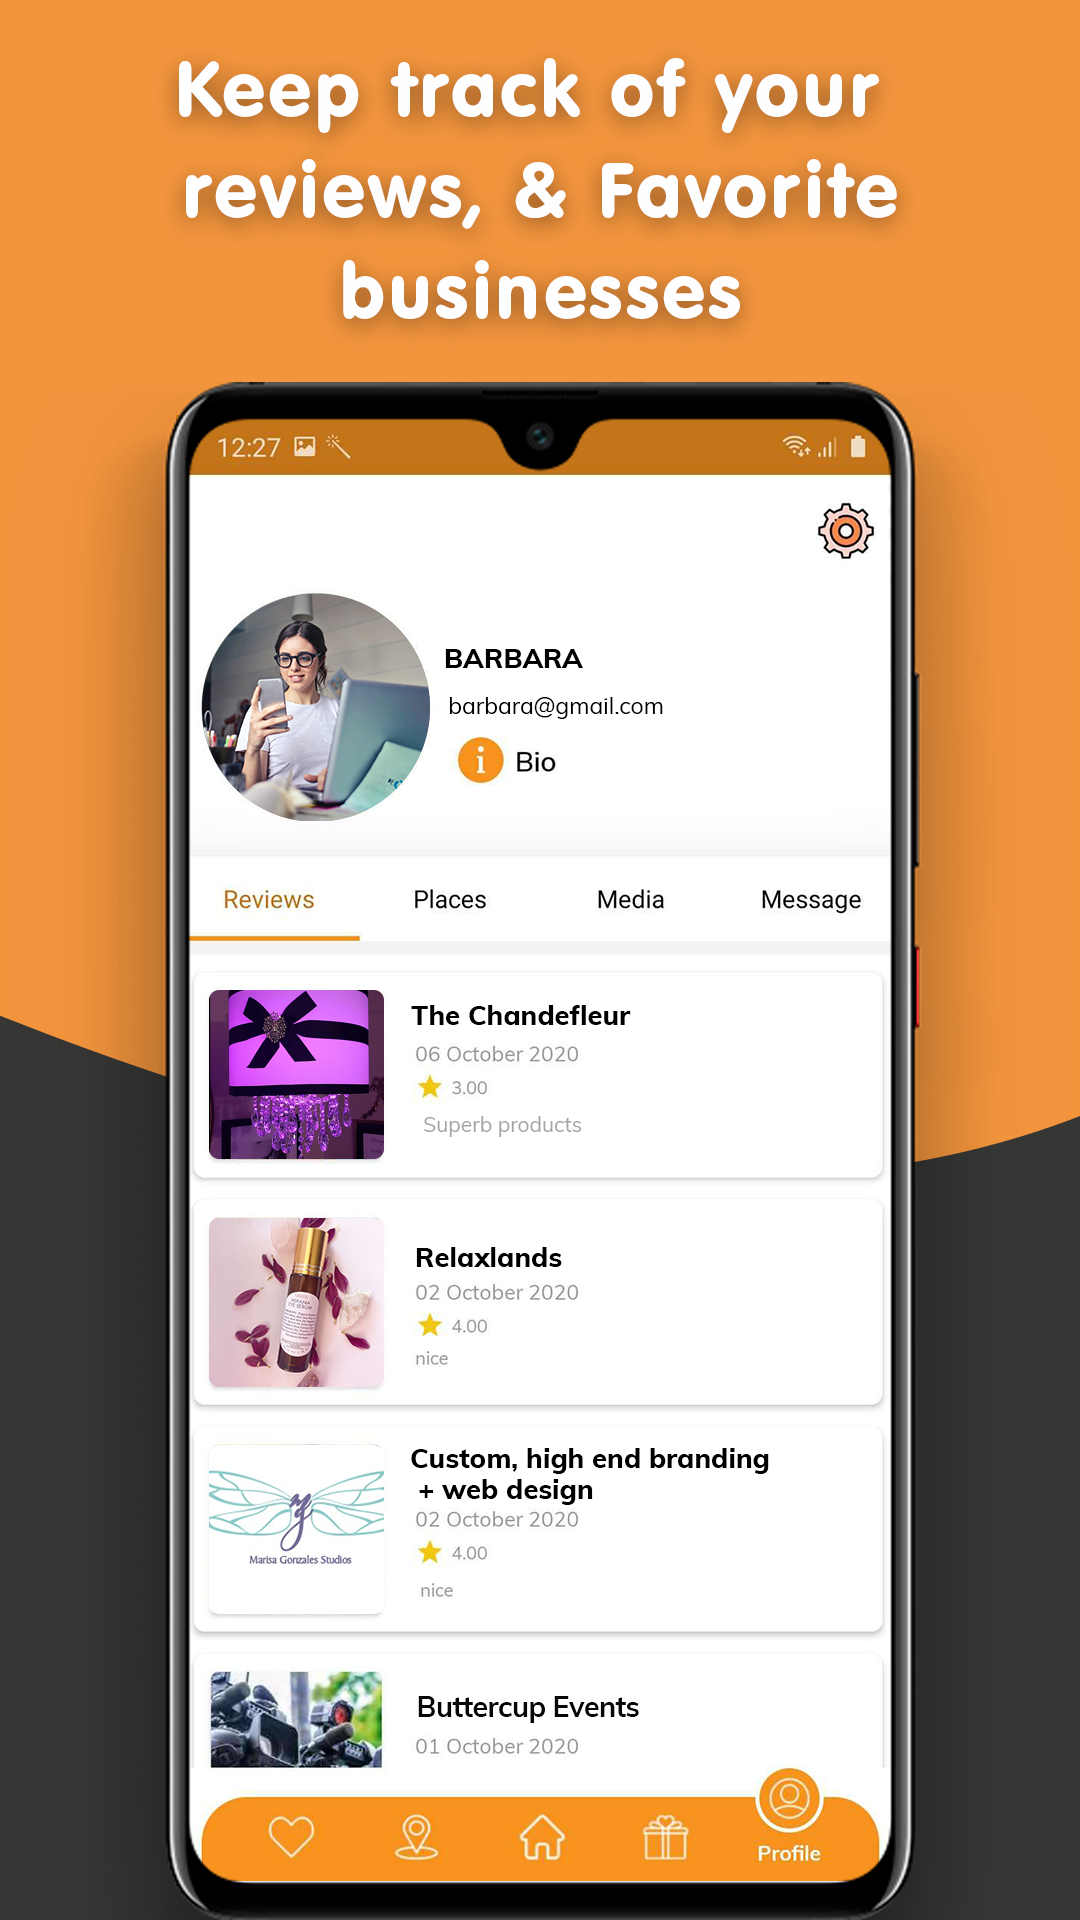 Keep track of your
reviews, & Favorite
businesses
12:27
BARBARA
barbara@gmail.com
i Bio
Reviews Places Media Message
The Chandefleur
06 October 2020
3.00
Superb products
Relaxlands
02 October 2020
4.00
nice
Custom, high end branding
+ web design
02 October 2020
4.00
nice
Marisa Gonzales Studios
Buttercup Events
01 October 2020
Profile